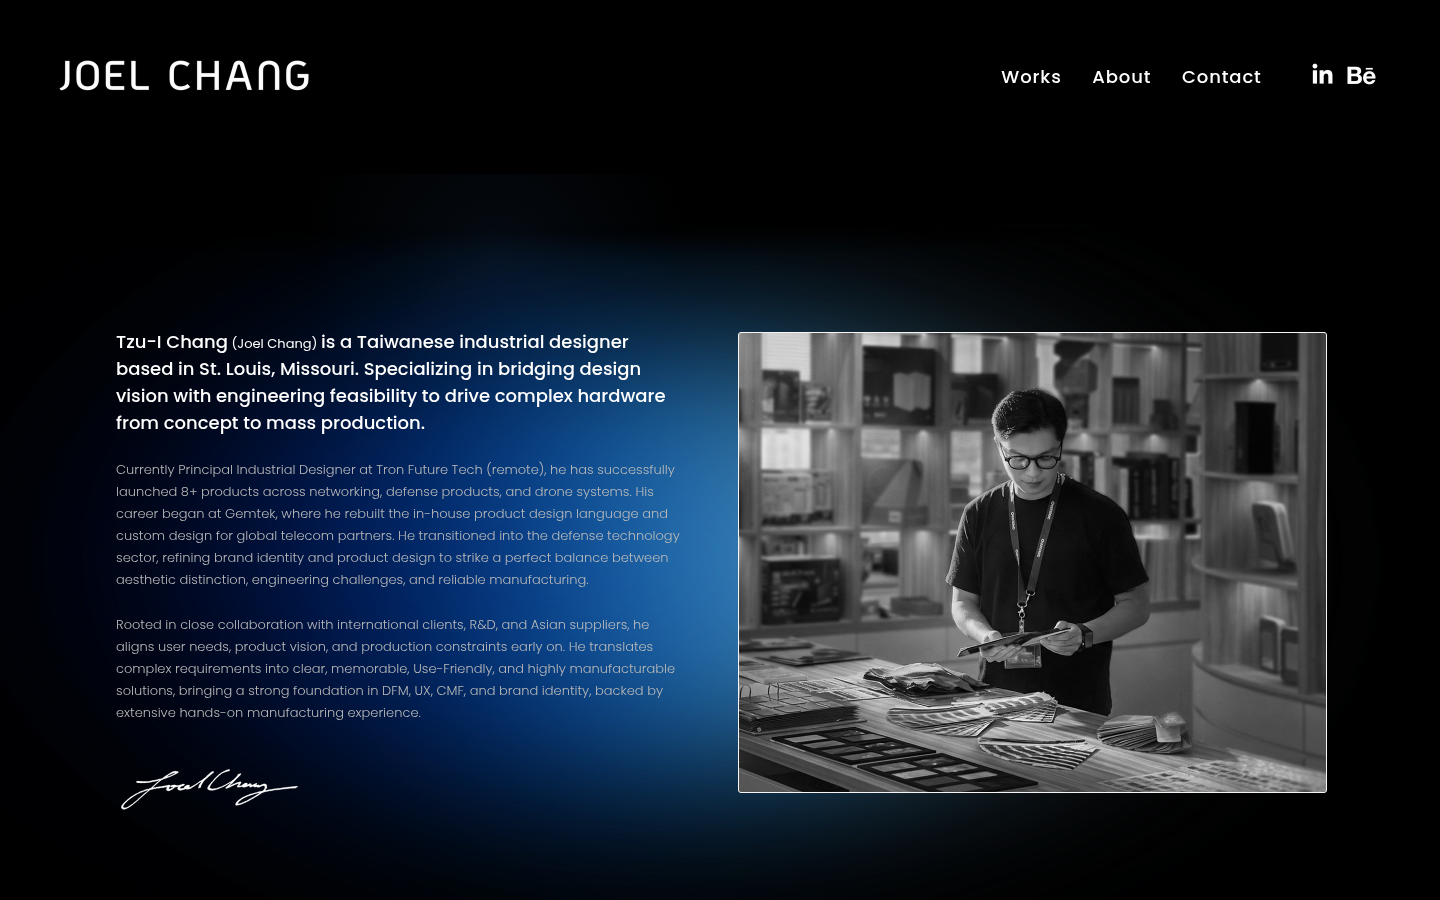 JOEL CHANG
Works About Contact in Bē
Tzu-I Chang (Joel Chang) is a Taiwanese industrial designer
based in St. Louis, Missouri. Specializing in bridging design
vision with engineering feasibility to drive complex hardware
from concept to mass production.
Currently Principal Industrial Designer at Tron Future Tech (remote), he has successfully
launched 8+ products across networking, defense products, and drone systems. His
career began at Gemtek, where he rebuilt the in-house product design language and
custom design for global telecom partners. He transitioned into the defense technology
sector, refining brand identity and product design to strike a perfect balance between
aesthetic distinction, engineering challenges, and reliable manufacturing.
Rooted in close collaboration with international clients, R&D, and Asian suppliers, he
aligns user needs, product vision, and production constraints early on. He translates
complex requirements into clear, memorable, Use-Friendly, and highly manufacturable
solutions, bringing a strong foundation in DFM, UX, CMF, and brand identity, backed by
extensive hands-on manufacturing experience.
Joel Chang